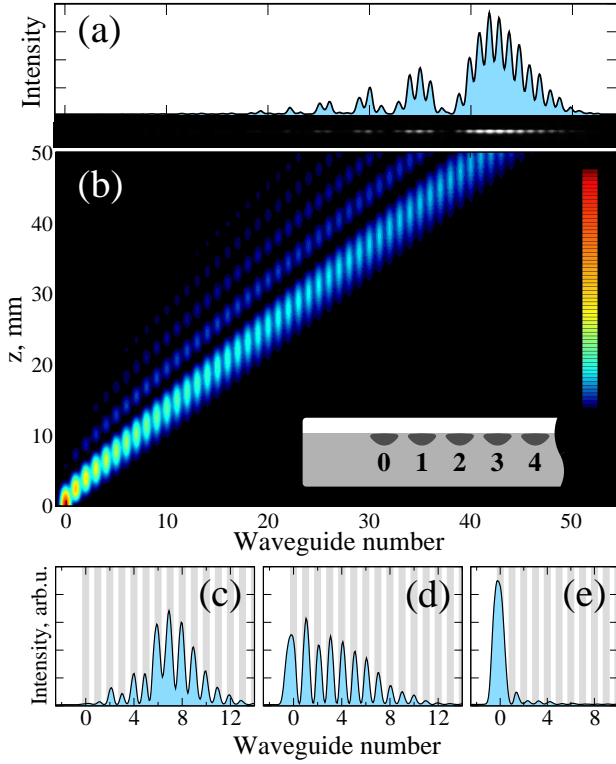 (a)
Intensity
(b)
z, mm
50
40
30
20
10
0
0 1 2 3 4
0 10 20 30 40 50
Waveguide number
(c) (d) (e)
Intensity, arb.u.
0 4 8 12 0 4 8 12 0 4 8
Waveguide number